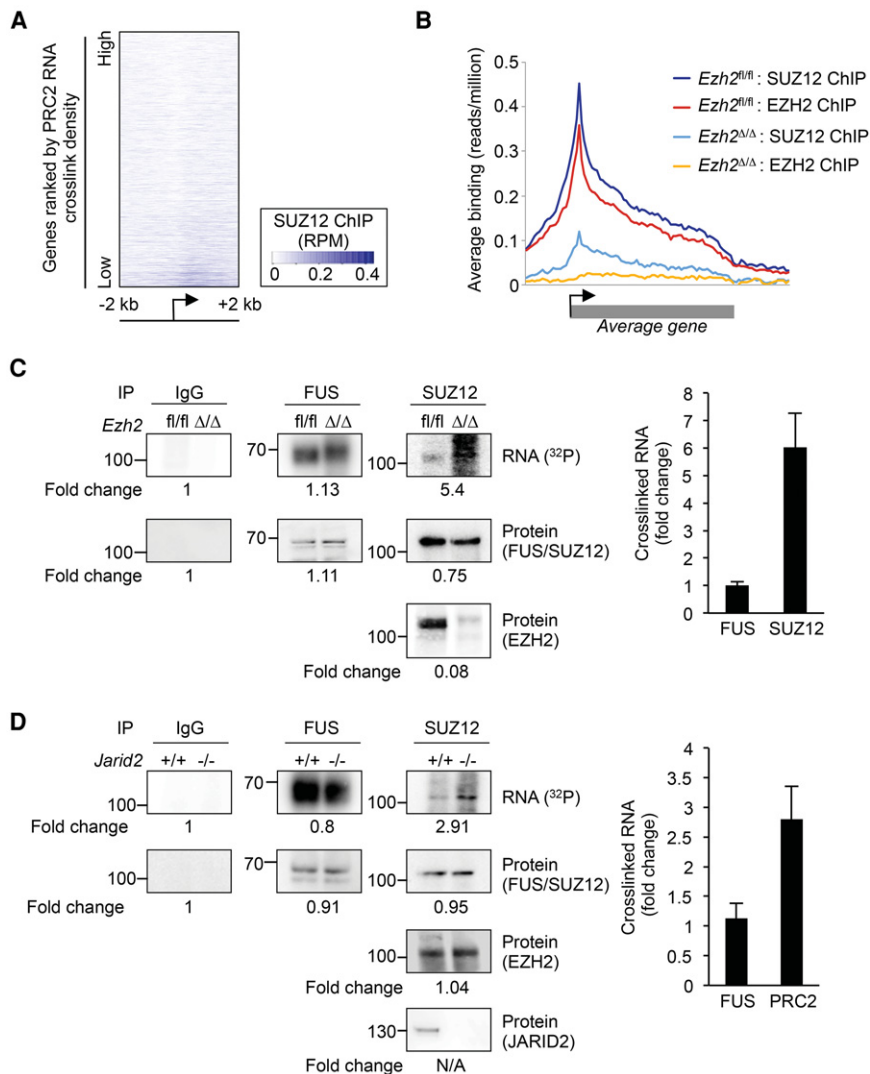 A
Genes ranked by PRC2 RNA
crosslink density
High
Low
-2 kb
+2 kb
SUZ12 ChIP
(RPM)
0 0.2 0.4
B
Average binding (reads/million)
0.5
0.4
0.3
0.2
0.1
0
Ezh2fl/fl : SUZ12 ChIP
Ezh2fl/fl : EZH2 ChIP
Ezh2Δ/Δ : SUZ12 ChIP
Ezh2Δ/Δ : EZH2 ChIP
Average gene
C
IP IgG FUS SUZ12
Ezh2 fl/fl Δ/Δ fl/fl Δ/Δ fl/fl Δ/Δ
100 70 100 RNA (32P)
Fold change 1 1.13 5.4
100 70 100 Protein
(FUS/SUZ12)
Fold change 1 1.11 0.75
100 Protein
(EZH2)
Fold change 0.08
Crosslinked RNA
(fold change)
8
7
6
5
4
3
2
1
0
FUS SUZ12
D
IP IgG FUS SUZ12
Jarid2 +/+ -/- +/+ -/- +/+ -/-
100 70 100 RNA (32P)
Fold change 1 0.8 2.91
100 70 100 Protein
(FUS/SUZ12)
Fold change 1 0.91 0.95
100 Protein
(EZH2)
Fold change 1.04
130 Protein
(JARID2)
Fold change N/A
Crosslinked RNA
(fold change)
4
3.5
3
2.5
2
1.5
1
0.5
0
FUS PRC2